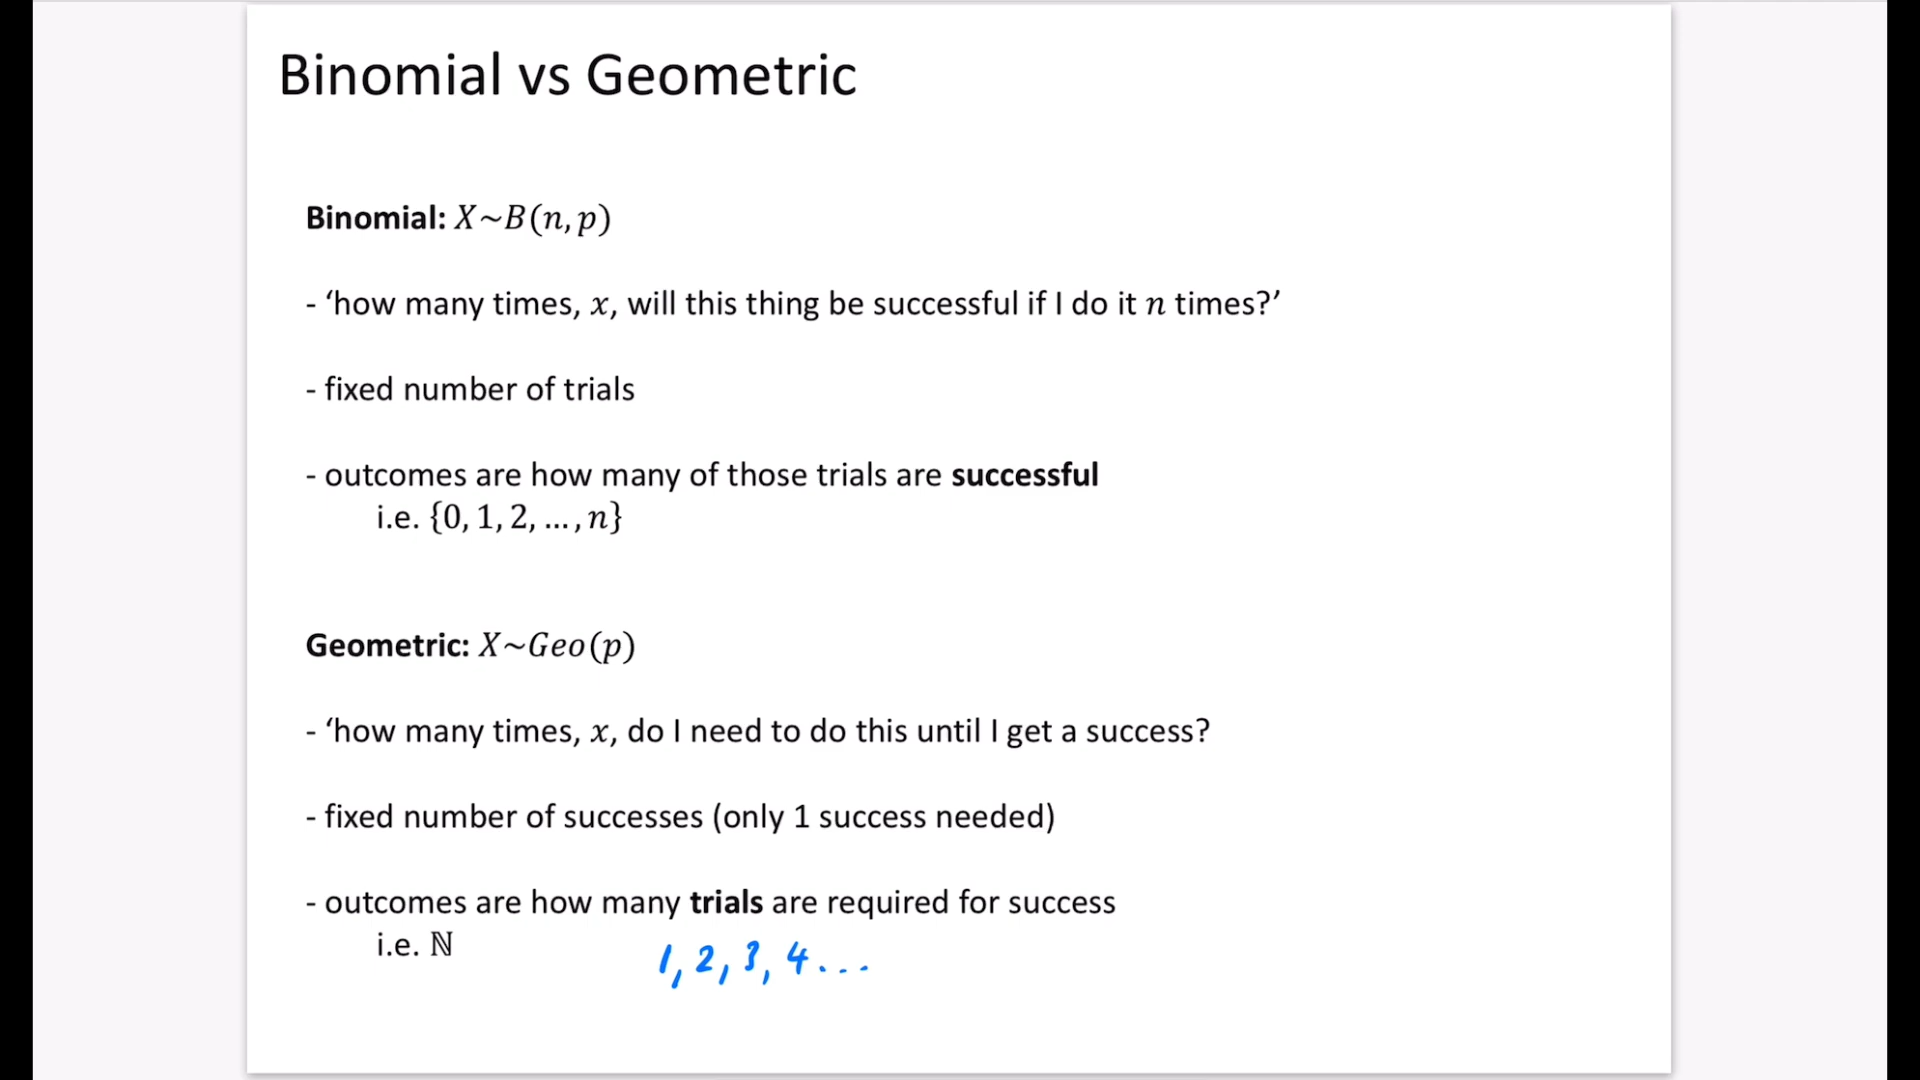 Binomial vs Geometric
Binomial: X~B(n, p)
- ‘how many times, x, will this thing be successful if I do it n times?’
- fixed number of trials
- outcomes are how many of those trials are successful
i.e. {0, 1, 2, … , n}
Geometric: X~Geo(p)
- ‘how many times, x, do I need to do this until I get a success?
- fixed number of successes (only 1 success needed)
- outcomes are how many trials are required for success
i.e. ℕ
1, 2, 3, 4 ...